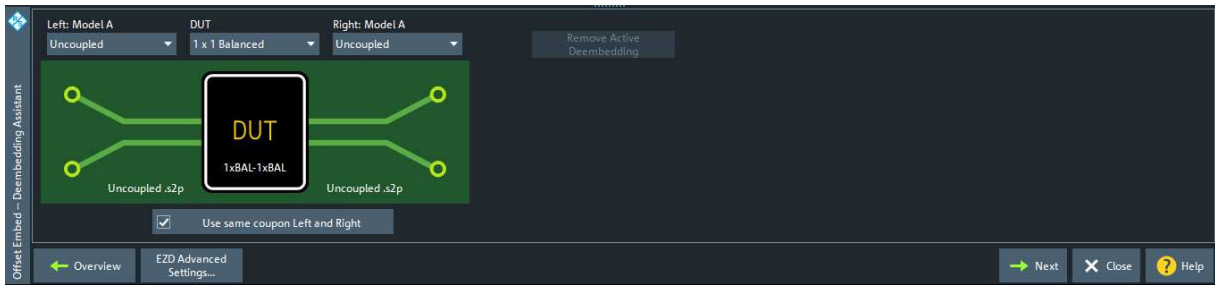 Offset Embed – Deembedding Assistant
Left: Model A
DUT
Right: Model A
Uncoupled
1 x 1 Balanced
Uncoupled
Remove Active
Deembedding
DUT
1xBAL-1xBAL
Uncoupled .s2p
Uncoupled .s2p
Use same coupon Left and Right
Overview
EZD Advanced
Settings...
Next
Close
? Help